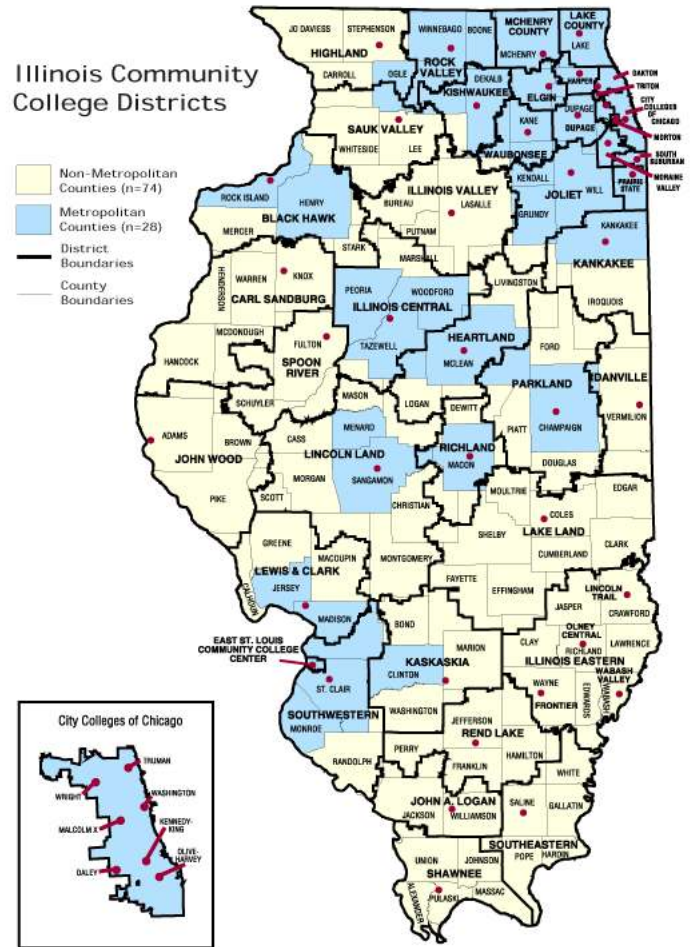 Illinois Community
College Districts
Non-Metropolitan
Counties (n=74)
Metropolitan
Counties (n=28)
District
Boundaries
County
Boundaries
JO DAVIESS
STEPHENSON
HIGHLAND
CARROLL
WINNEBAGO
BOONE
ROCK
VALLEY
OGLE
MCHENRY
COUNTY
MCHENRY
LAKE
COUNTY
LAKE
DEKALB
KISHWAUKEE
ELGIN
HARPER
OAKTON
TRITON
CITY
COLLEGES
OF
CHICAGO
MORTON
SOUTH
SUBURBAN
MORAINE
VALLEY
PRAIRIE
STATE
KANE
DUPAGE
DUPAGE
WAUBONSEE
SAUK VALLEY
WHITESIDE
LEE
ROCK ISLAND
HENRY
BLACK HAWK
MERCER
BUREAU
ILLINOIS VALLEY
LASALLE
PUTNAM
MARSHALL
STARK
KENDALL
WILL
JOLIET
GRUNDY
KANKAKEE
KANKAKEE
IROQUOIS
HENDERSON
WARREN
KNOX
CARL SANDBURG
PEORIA
WOODFORD
ILLINOIS CENTRAL
TAZEWELL
LIVINGSTON
HEARTLAND
MCLEAN
FORD
MCDONOUGH
FULTON
SPOON
RIVER
HANCOCK
SCHUYLER
MASON
LOGAN
DEWITT
PARKLAND
CHAMPAIGN
PIATT
DOUGLAS
DANVILLE
VERMILION
ADAMS
BROWN
JOHN WOOD
PIKE
CASS
MENARD
LINCOLN LAND
SANGAMON
MORGAN
SCOTT
CHRISTIAN
RICHLAND
MACON
MOULTRIE
EDGAR
COLES
SHELBY
LAKE LAND
CUMBERLAND
CLARK
GREENE
MACOUPIN
MONTGOMERY
LEWIS & CLARK
JERSEY
CALHOUN
MADISON
FAYETTE
EFFINGHAM
JASPER
LINCOLN
TRAIL
CRAWFORD
BOND
EAST ST. LOUIS
COMMUNITY COLLEGE
CENTER
KASKASKIA
CLINTON
MARION
CLAY
OLNEY
CENTRAL
RICHLAND
LAWRENCE
ILLINOIS EASTERN
WABASH
VALLEY
WAYNE
EDWARDS
WABASH
FRONTIER
ST. CLAIR
SOUTHWESTERN
MONROE
WASHINGTON
JEFFERSON
REND LAKE
RANDOLPH
PERRY
FRANKLIN
HAMILTON
WHITE
JOHN A. LOGAN
JACKSON
WILLIAMSON
SALINE
GALLATIN
SOUTHEASTERN
POPE
HARDIN
UNION
JOHNSON
SHAWNEE
ALEXANDER
PULASKI
MASSAC
City Colleges of Chicago
TRUMAN
WRIGHT
WASHINGTON
MALCOLM X
KENNEDY-
KING
OLIVE-
HARVEY
DALEY